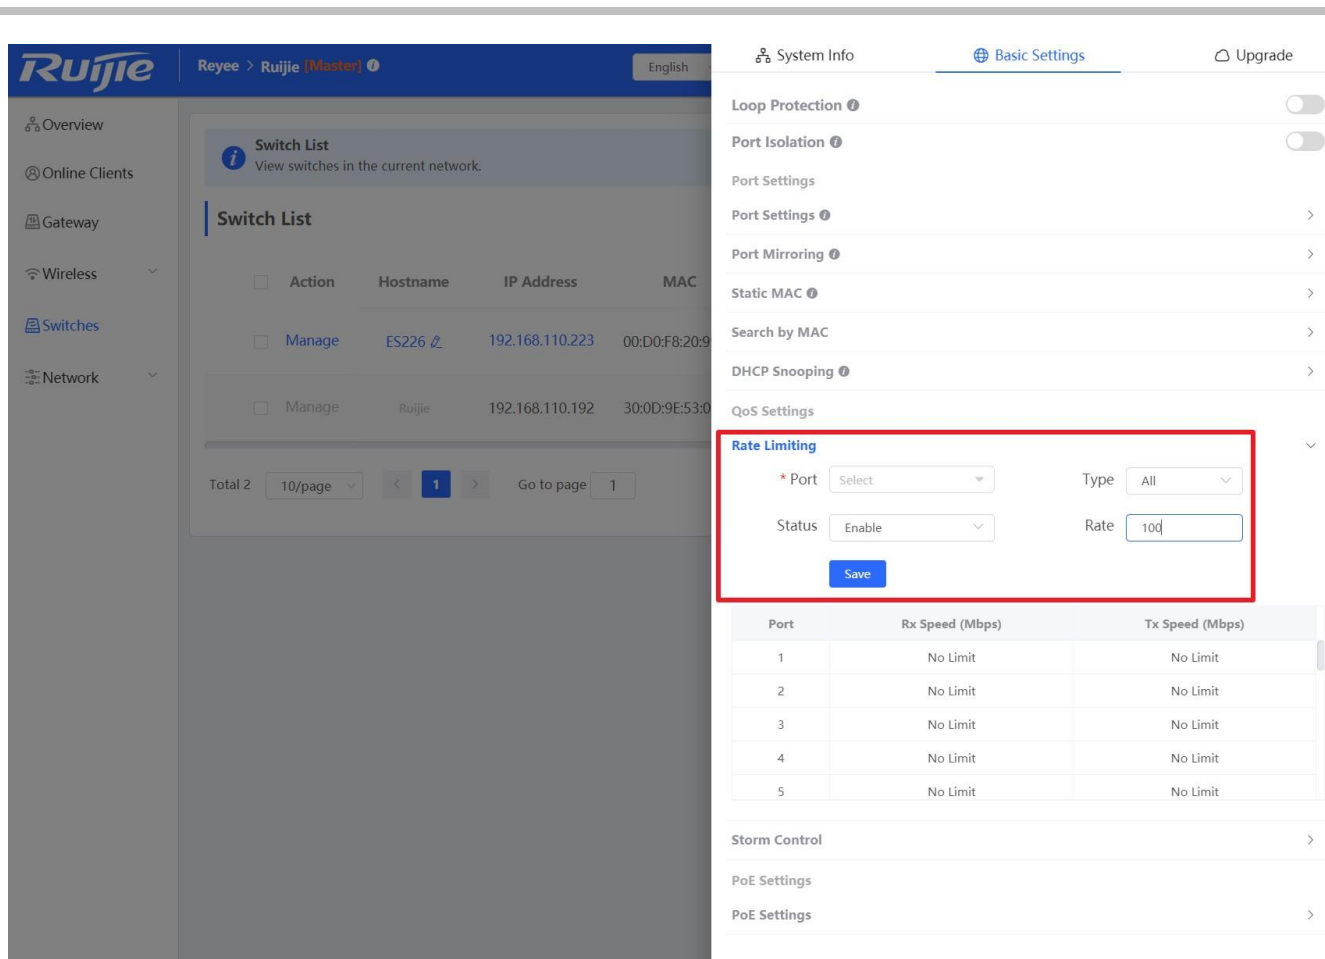 Ruijie
Reyee > Ruijie [Master]
English
System Info
Basic Settings
Upgrade
Overview
Online Clients
Gateway
Wireless
Switches
Network
Switch List
View switches in the current network.
Switch List
Action Hostname IP Address MAC
Manage ES226 192.168.110.223 00:D0:F8:20:9
Manage Ruijie 192.168.110.192 30:0D:9E:53:0
Total 2 10/page < 1 > Go to page 1
Loop Protection
Port Isolation
Port Settings
Port Settings
Port Mirroring
Static MAC
Search by MAC
DHCP Snooping
QoS Settings
Rate Limiting
* Port Select Type All
Status Enable Rate 100
Save
Port Rx Speed (Mbps) Tx Speed (Mbps)
1 No Limit No Limit
2 No Limit No Limit
3 No Limit No Limit
4 No Limit No Limit
5 No Limit No Limit
Storm Control
PoE Settings
PoE Settings